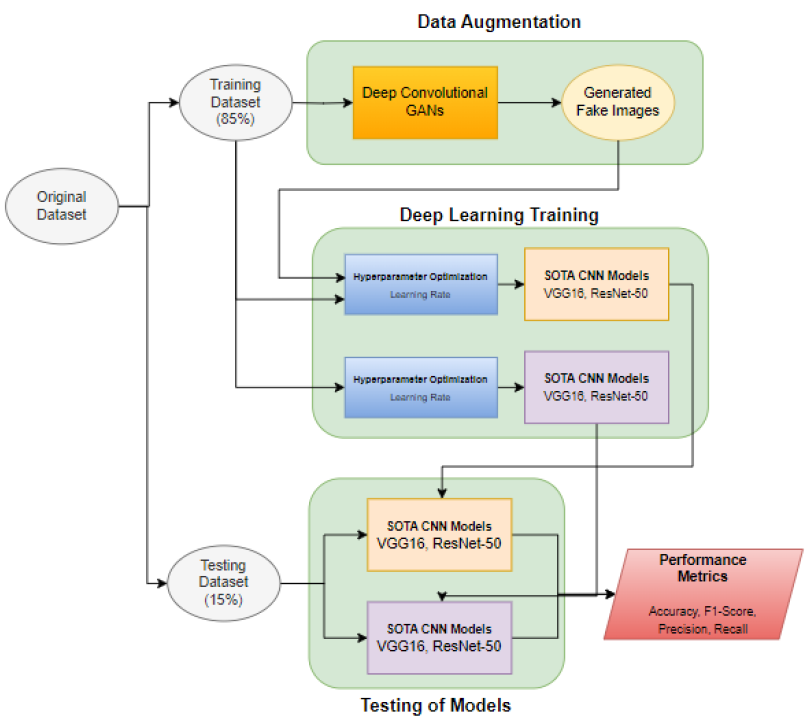 Data Augmentation
Training
Dataset
(85%)
Deep Convolutional
GANs
Generated
Fake Images
Original
Dataset
Deep Learning Training
Hyperparameter Optimization
Learning Rate
SOTA CNN Models
VGG16, ResNet-50
Hyperparameter Optimization
Learning Rate
SOTA CNN Models
VGG16, ResNet-50
SOTA CNN Models
VGG16, ResNet-50
Testing
Dataset
(15%)
SOTA CNN Models
VGG16, ResNet-50
Performance
Metrics
Accuracy, F1-Score,
Precision, Recall
Testing of Models